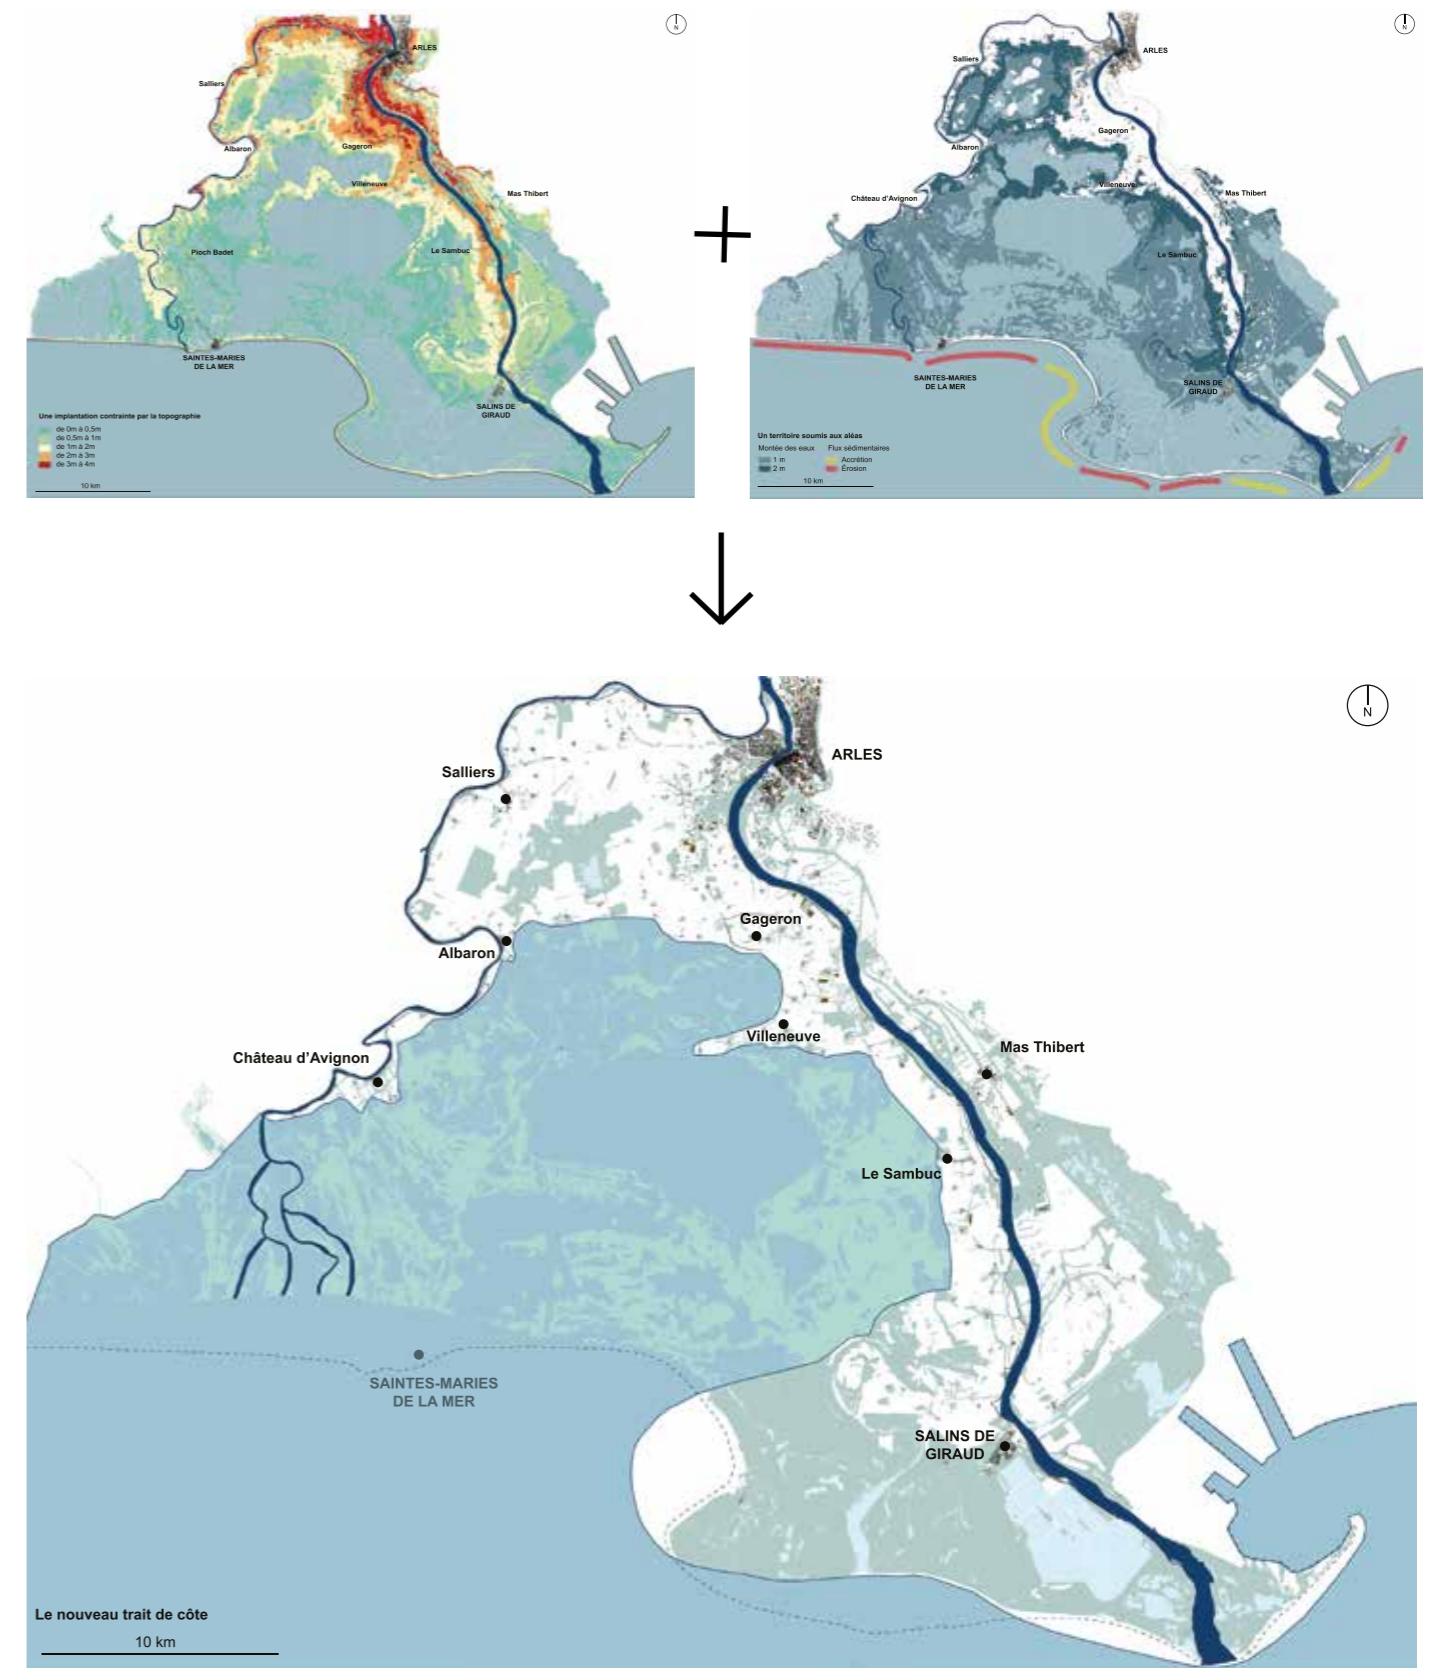 N
ARLES
Salliers
Albaron
Gageron
Villeneuve
Mas Thibert
Pioch Badet
Le Sambuc
SAINTES-MARIES
DE LA MER
SALINS DE
GIRAUD
Une implantation contrainte par la topographie
de 0m à 0,5m
de 0,5m à 1m
de 1m à 2m
de 2m à 3m
de 3m à 4m
10 km
N
ARLES
Salliers
Gageron
Albaron
Villeneuve
Mas Thibert
Château d'Avignon
Le Sambuc
SAINTES-MARIES
DE LA MER
SALINS DE
GIRAUD
Un territoire soumis aux aléas
Montée des eaux Flux sédimentaires
1 m Accrétion
2 m Érosion
10 km
N
ARLES
Salliers
Gageron
Albaron
Villeneuve
Mas Thibert
Château d'Avignon
Le Sambuc
SAINTES-MARIES
DE LA MER
SALINS DE
GIRAUD
Le nouveau trait de côte
10 km